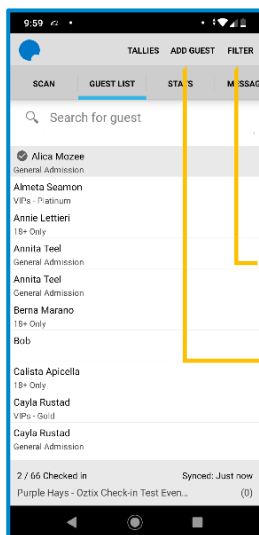 9:59
TALLIES ADD GUEST FILTER
SCAN GUEST LIST STATS MESSAG
Search for guest
Alica Mozee
General Admission
Almeta Seamon
VIPs - Platinum
Annie Lettieri
18+ Only
Annita Teel
General Admission
Annita Teel
General Admission
Berna Marano
18+ Only
Bob
Calista Apicella
18+ Only
Cayla Rustad
VIPs - Gold
Cayla Rustad
General Admission
2 / 66 Checked in Synced: Just now
Purple Hays - Oztix Check-in Test Even... (0)